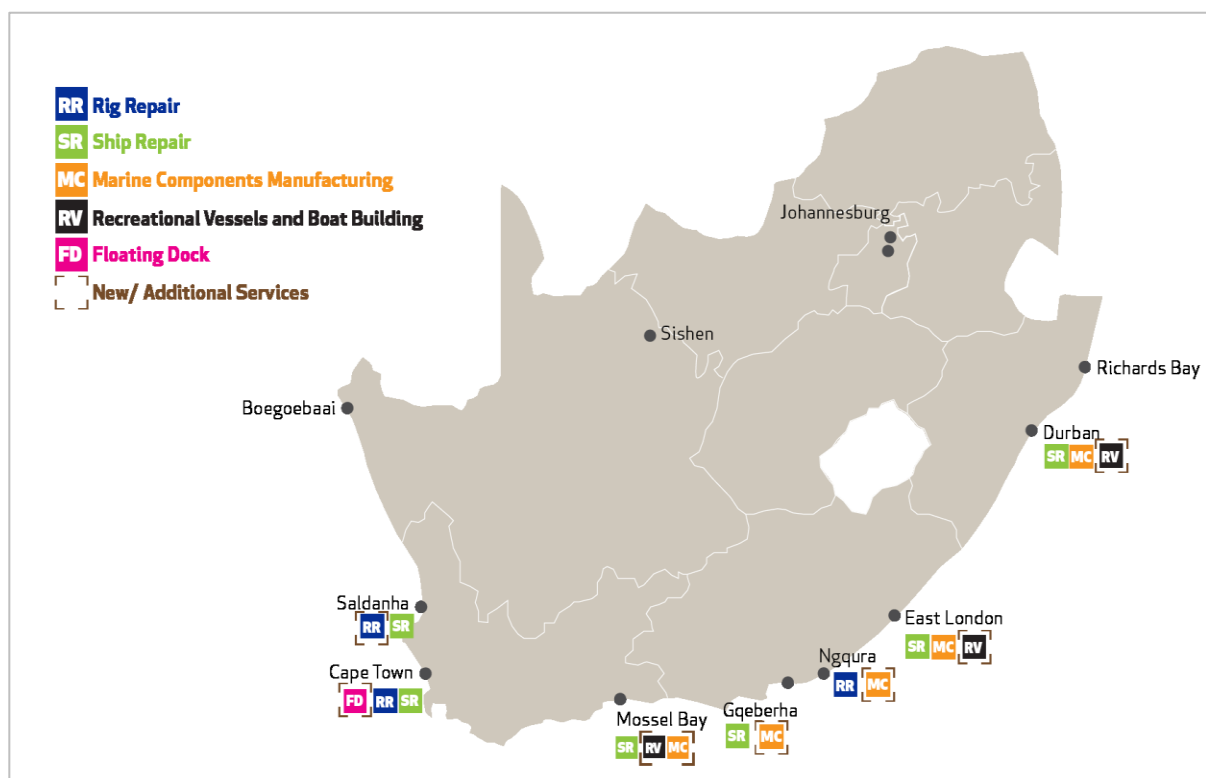 RR Rig Repair
SR Ship Repair
MC Marine Components Manufacturing
RV Recreational Vessels and Boat Building
FD Floating Dock
New/ Additional Services
Johannesburg
Sishen
Richards Bay
Boegoebaai
Durban
SR MC RV
Saldanha
RR SR
East London
SR MC RV
Ngqura
RR MC
Cape Town
FD RR SR
Mossel Bay
SR RV MC
Gqeberha
SR MC